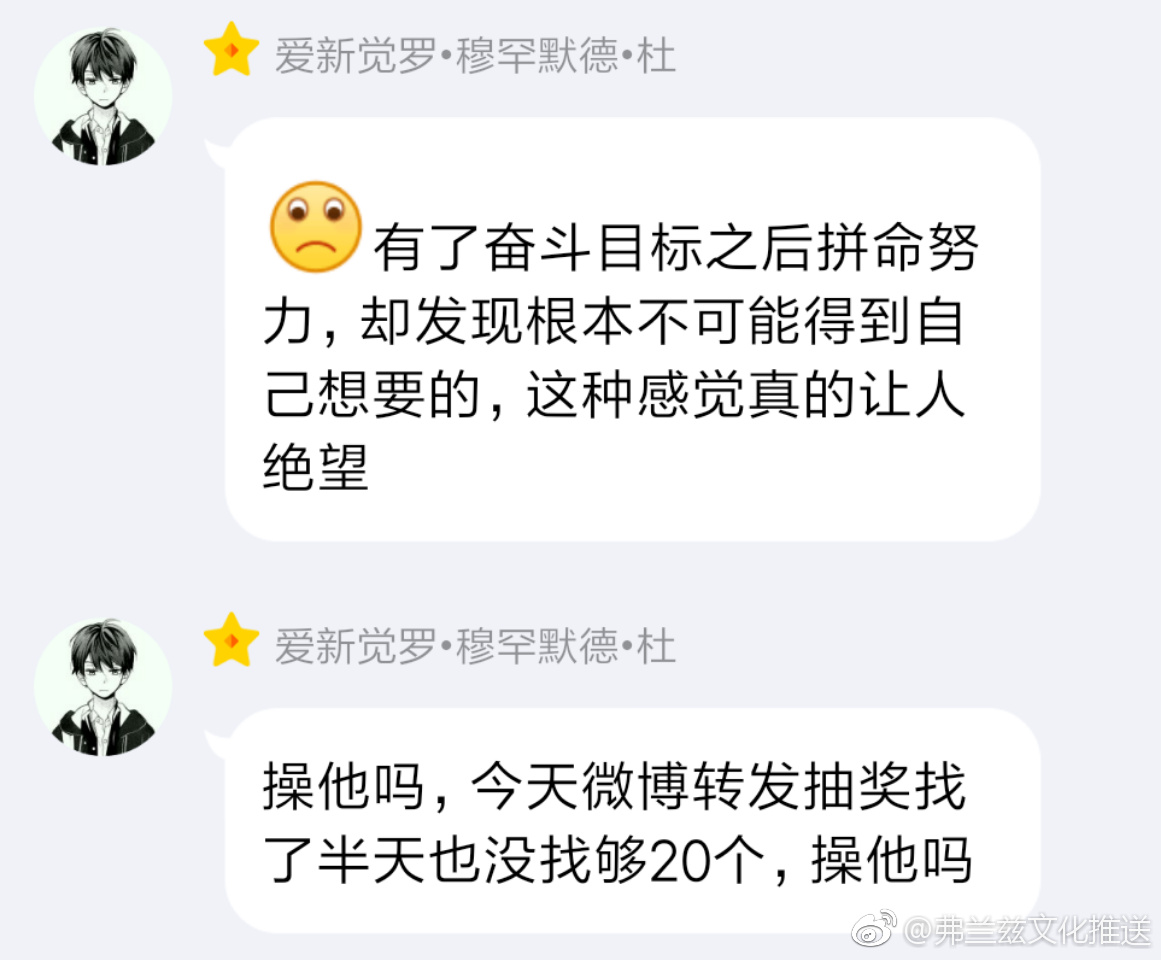 爱新觉罗•穆罕默德•杜
有了奋斗目标之后拼命努
力，却发现根本不可能得到自
己想要的，这种感觉真的让人
绝望
爱新觉罗•穆罕默德•杜
操他吗，今天微博转发抽奖找
了半天也没找够20个，操他吗
@弗兰兹文化推送